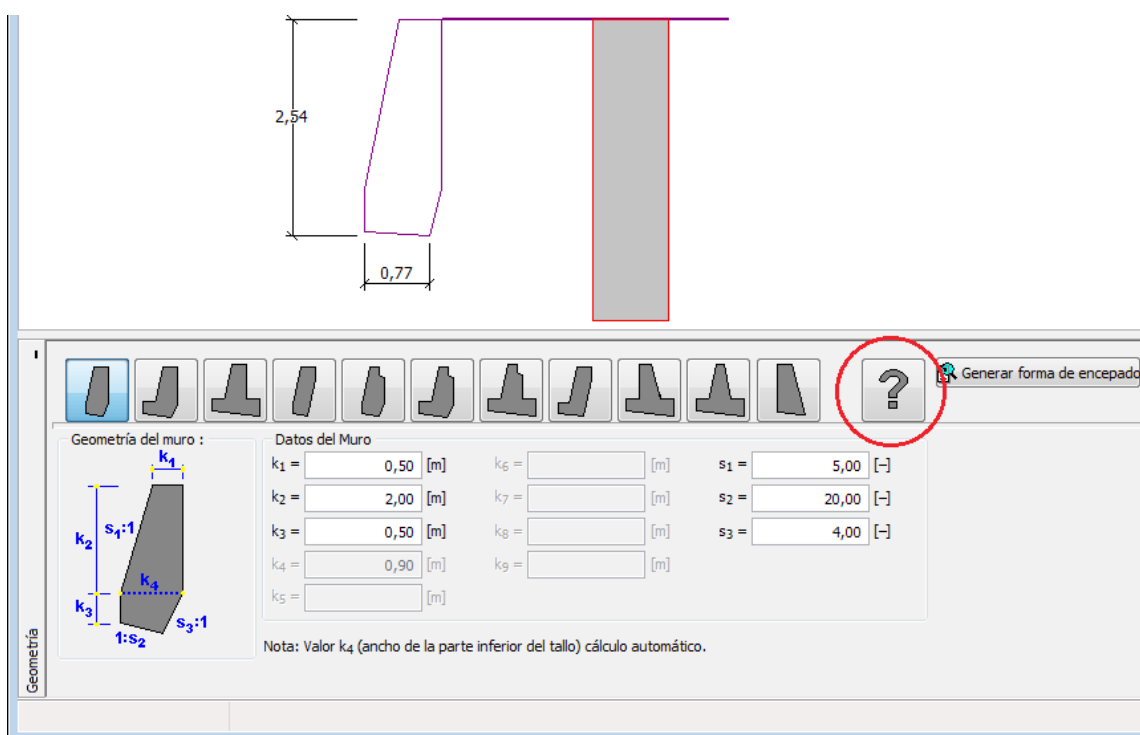 2,54
0,77
?
Generar forma de encepado
Geometría del muro :
k1
s1:1
k2
k4
k3
s3:1
1:s2
Datos del Muro
k1 = 0,50 [m] k6 = [m] s1 = 5,00 [–]
k2 = 2,00 [m] k7 = [m] s2 = 20,00 [–]
k3 = 0,50 [m] k8 = [m] s3 = 4,00 [–]
k4 = 0,90 [m] k9 = [m]
k5 = [m]
Nota: Valor k4 (ancho de la parte inferior del tallo) cálculo automático.
Geometría